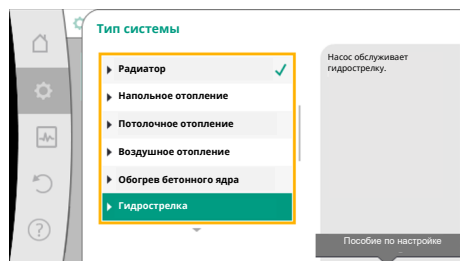 Тип системы
Радиатор
Напольное отопление
Потолочное отопление
Воздушное отопление
Обогрев бетонного ядра
Гидрострелка
Насос обслуживает
гидрострелку.
Пособие по настройке